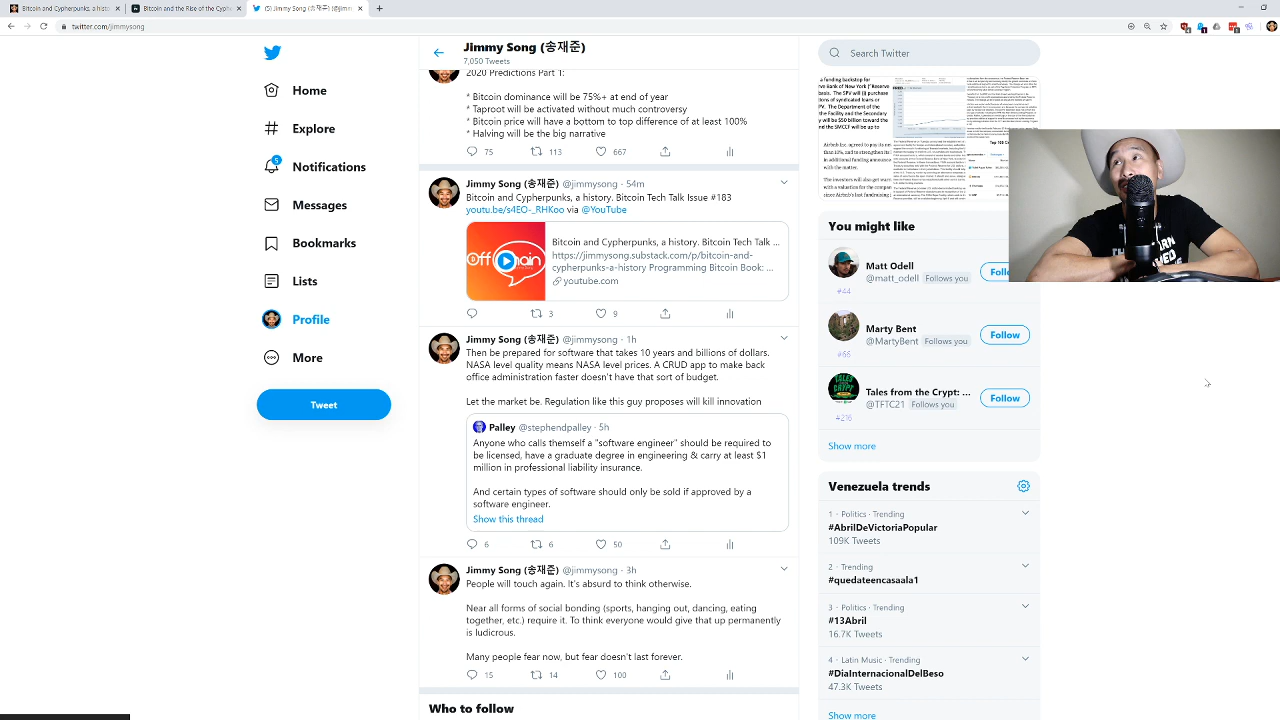 Bitcoin and Cypherpunks, a histo
Bitcoin and the Rise of the Cyphe
(5) Jimmy Song (송재준) (@jimmys
twitter.com/jimmysong
Home
Explore
5
Notifications
Messages
Bookmarks
Lists
Profile
More
Tweet
Jimmy Song (송재준)
7,050 Tweets
2020 Predictions Part 1:
* Bitcoin dominance will be 75%+ at end of year
* Taproot will be activated without much controversy
* Bitcoin price will have a bottom to top difference of at least 100%
* Halving will be the big narrative
75 113 667
Jimmy Song (송재준) @jimmysong · 54m
Bitcoin and Cypherpunks, a history. Bitcoin Tech Talk Issue #183
youtu.be/s4EO-_RHKoo via @YouTube
Off Chain
Bitcoin and Cypherpunks, a history. Bitcoin Tech Talk ...
https://jimmysong.substack.com/p/bitcoin-and-
cypherpunks-a-history Programming Bitcoin Book: ...
youtube.com
3 9
Jimmy Song (송재준) @jimmysong · 1h
Then be prepared for software that takes 10 years and billions of dollars.
NASA level quality means NASA level prices. A CRUD app to make back
office administration faster doesn't have that sort of budget.
Let the market be. Regulation like this guy proposes will kill innovation
Palley @stephendpalley · 5h
Anyone who calls themself a "software engineer" should be required to
be licensed, have a graduate degree in engineering & carry at least $1
million in professional liability insurance.
And certain types of software should only be sold if approved by a
software engineer.
Show this thread
6 6 50
Jimmy Song (송재준) @jimmysong · 3h
People will touch again. It's absurd to think otherwise.
Near all forms of social bonding (sports, hanging out, dancing, eating
together, etc.) require it. To think everyone would give that up permanently
is ludicrous.
Many people fear now, but fear doesn't last forever.
15 14 100
Who to follow
Search Twitter
a funding backstop for
You might like
Matt Odell
@matt_odell Follows you
#44
Follo
Marty Bent
@MartyBent Follows you
#66
Follow
Tales from the Crypt: ...
@TFTC21 Follows you
#216
Follow
Show more
Venezuela trends
1 · Politics · Trending
#AbrilDeVictoriaPopular
109K Tweets
2 · Trending
#quedateencasaala1
3 · Politics · Trending
#13Abril
16.7K Tweets
4 · Latin Music · Trending
#DiaInternacionalDelBeso
47.3K Tweets
Show more